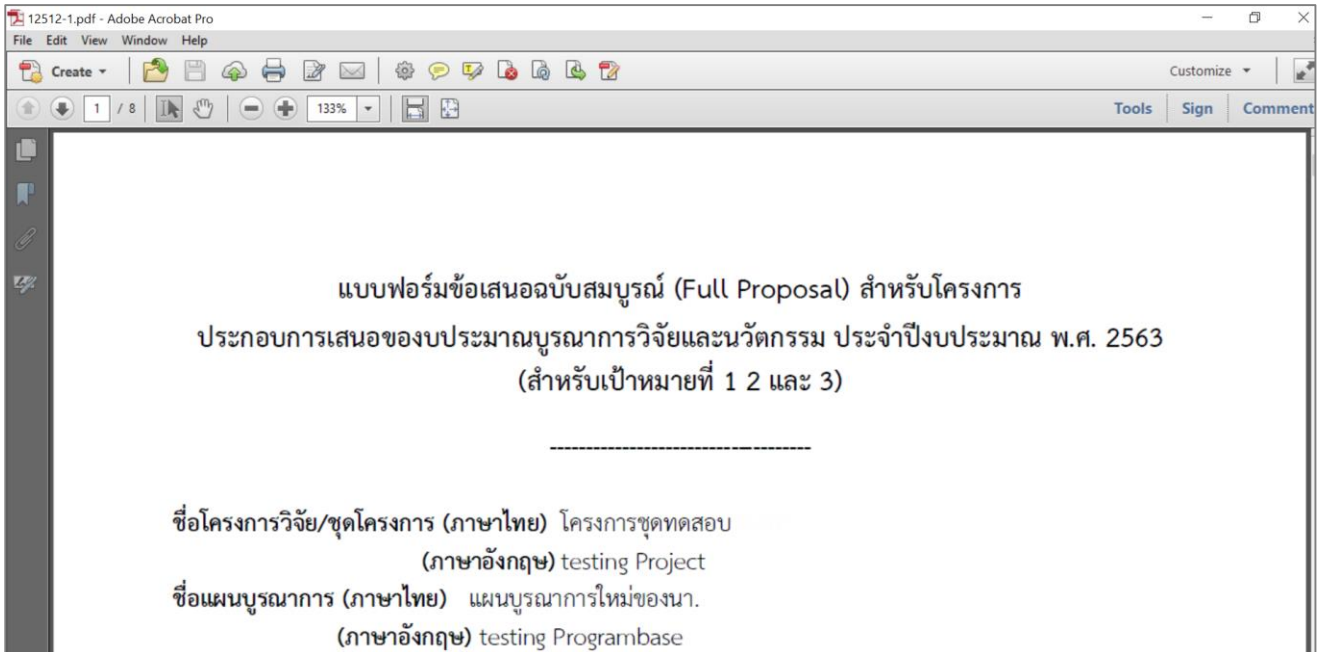 12512-1.pdf - Adobe Acrobat Pro
File Edit View Window Help
Create Customize
1 / 8 133% Tools Sign Comment
แบบฟอร์มข้อเสนอฉบับสมบูรณ์ (Full Proposal) สำหรับโครงการ
ประกอบการเสนอของบประมาณบูรณาการวิจัยและนวัตกรรม ประจำปีงบประมาณ พ.ศ. 2563
(สำหรับเป้าหมายที่ 1 2 และ 3)
------------------------------------
ชื่อโครงการวิจัย/ชุดโครงการ (ภาษาไทย) โครงการชุดทดสอบ
(ภาษาอังกฤษ) testing Project
ชื่อแผนบูรณาการ (ภาษาไทย) แผนบูรณาการใหม่ของนา.
(ภาษาอังกฤษ) testing Programbase